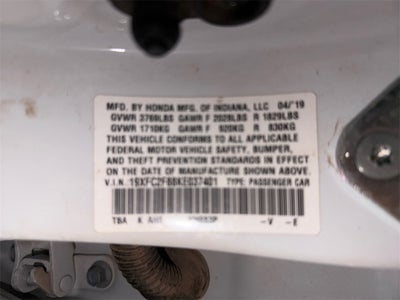 MFD. BY HONDA MFG. OF INDIANA, LLC 04/'19
GVWR 3769LBS GAWR F 2028LBS R 1829LBS
GVWR 1710KG GAWR F 920KG R 830KG
THIS VEHICLE CONFORMS TO ALL APPLICABLE
FEDERAL MOTOR VEHICLE SAFETY, BUMPER,
AND THEFT PREVENTION STANDARDS IN EFFECT
ON THE DATE OF MANUFACTURE SHOWN ABOVE.
V.I.N. TYPE: PASSENGER CAR
TBA K -V -E